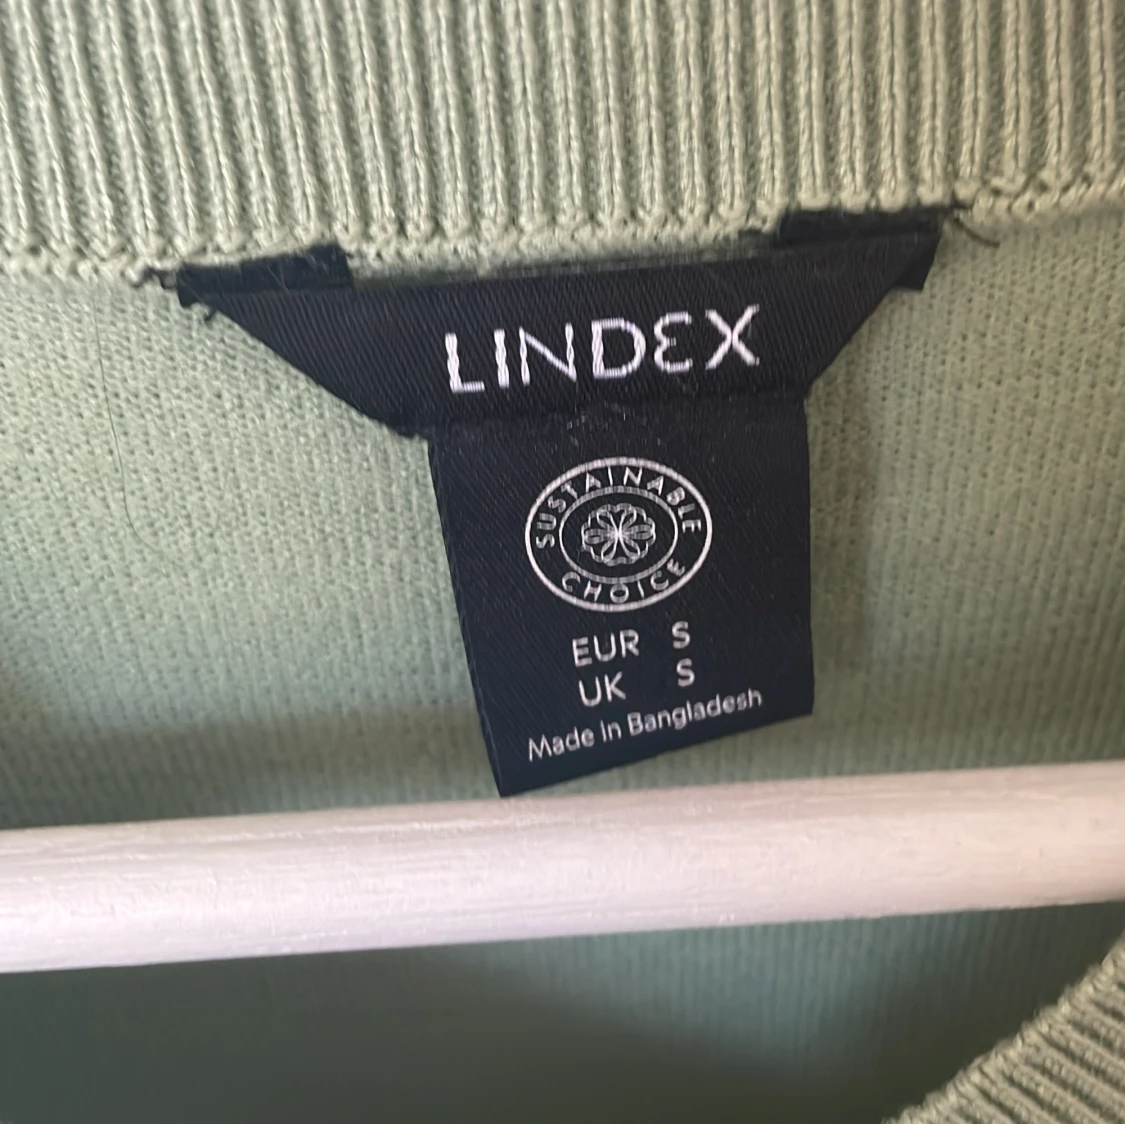 LINDEX
SUSTAINABLE
CHOICE
EUR S
UK S
Made in Bangladesh